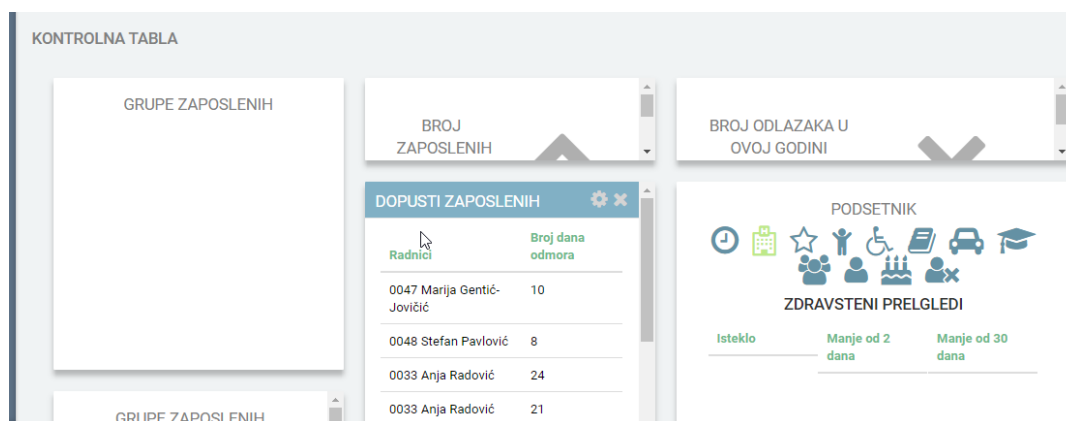 KONTROLNA TABLA
GRUPE ZAPOSLENIH
BROJ
ZAPOSLENIH
BROJ ODLAZAKA U
OVOJ GODINI
DOPUSTI ZAPOSLENIH
Radnici
Broj dana
odmora
0047 Marija Gentić-
Jovičić
10
0048 Stefan Pavlović
8
0033 Anja Radović
24
0033 Anja Radović
21
PODSETNIK
ZDRAVSTENI PRELGLEDI
Isteklo
Manje od 2
dana
Manje od 30
dana
GRUPE ZAPOSLENIH